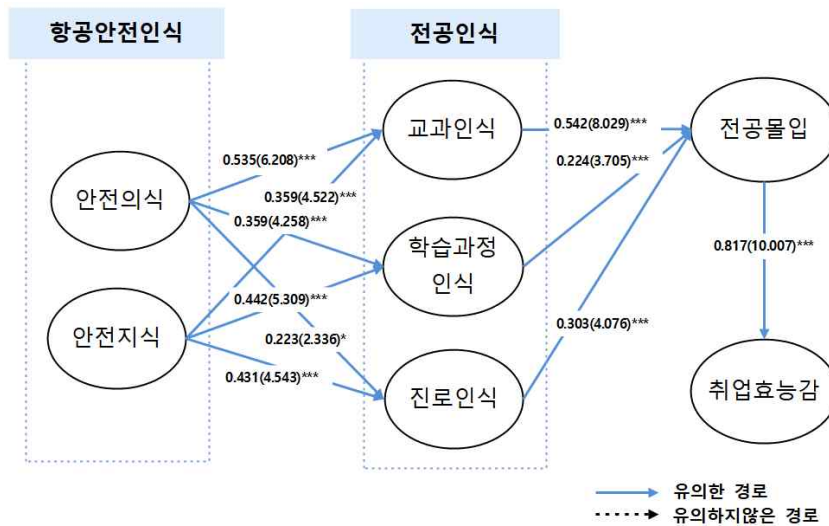 항공안전인식
전공인식
교과인식
0.542(8.029)***
전공몰입
0.535(6.208)***
0.224(3.705)***
안전의식
0.359(4.522)***
0.359(4.258)***
0.817(10.007)***
학습과정
인식
0.442(5.309)***
안전지식
0.303(4.076)***
0.223(2.336)*
0.431(4.543)***
진로인식
취업효능감
유의한 경로
유의하지않은 경로